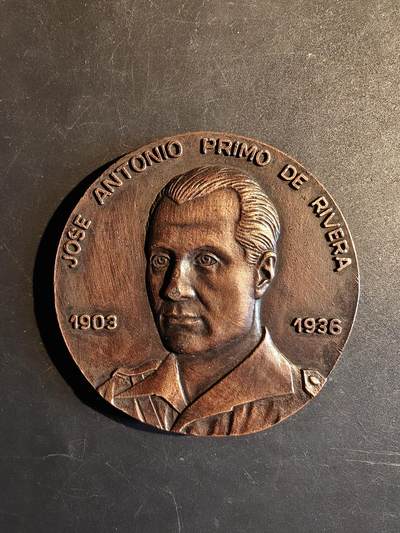 JOSE ANTONIO PRIMO DE RIVERA
1903
1936